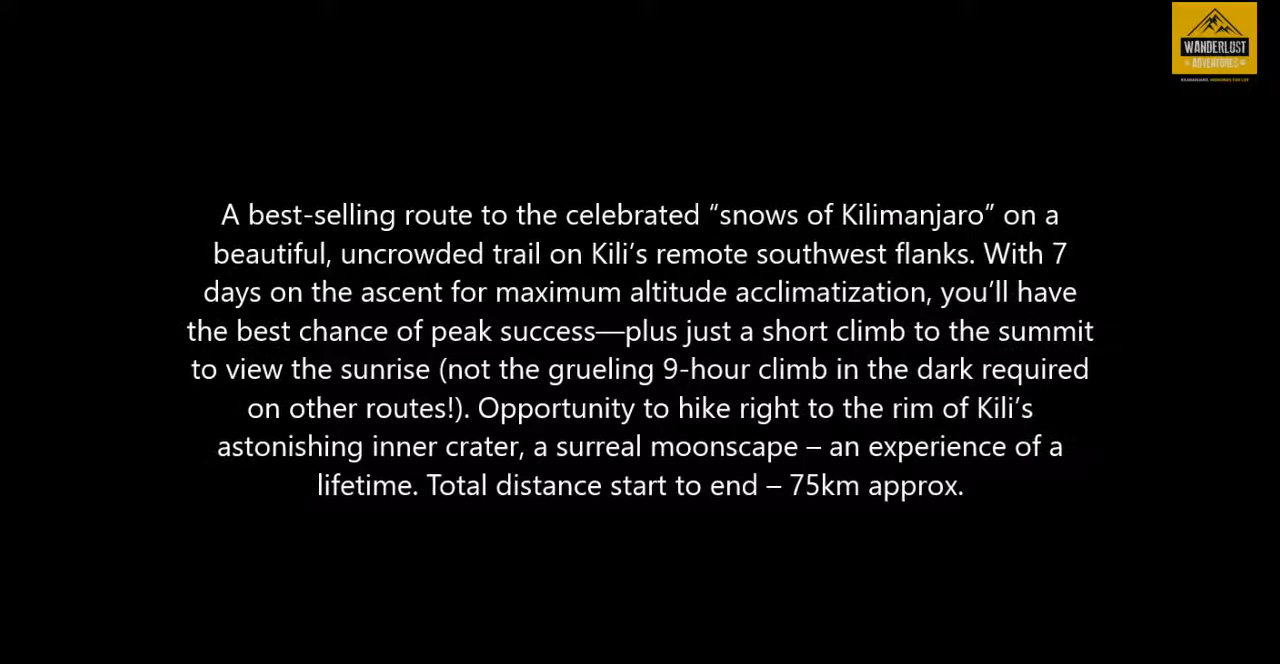 WANDERLUST
ADVENTURES
A best-selling route to the celebrated “snows of Kilimanjaro” on a
beautiful, uncrowded trail on Kili’s remote southwest flanks. With 7
days on the ascent for maximum altitude acclimatization, you’ll have
the best chance of peak success—plus just a short climb to the summit
to view the sunrise (not the grueling 9-hour climb in the dark required
on other routes!). Opportunity to hike right to the rim of Kili’s
astonishing inner crater, a surreal moonscape – an experience of a
lifetime. Total distance start to end – 75km approx.